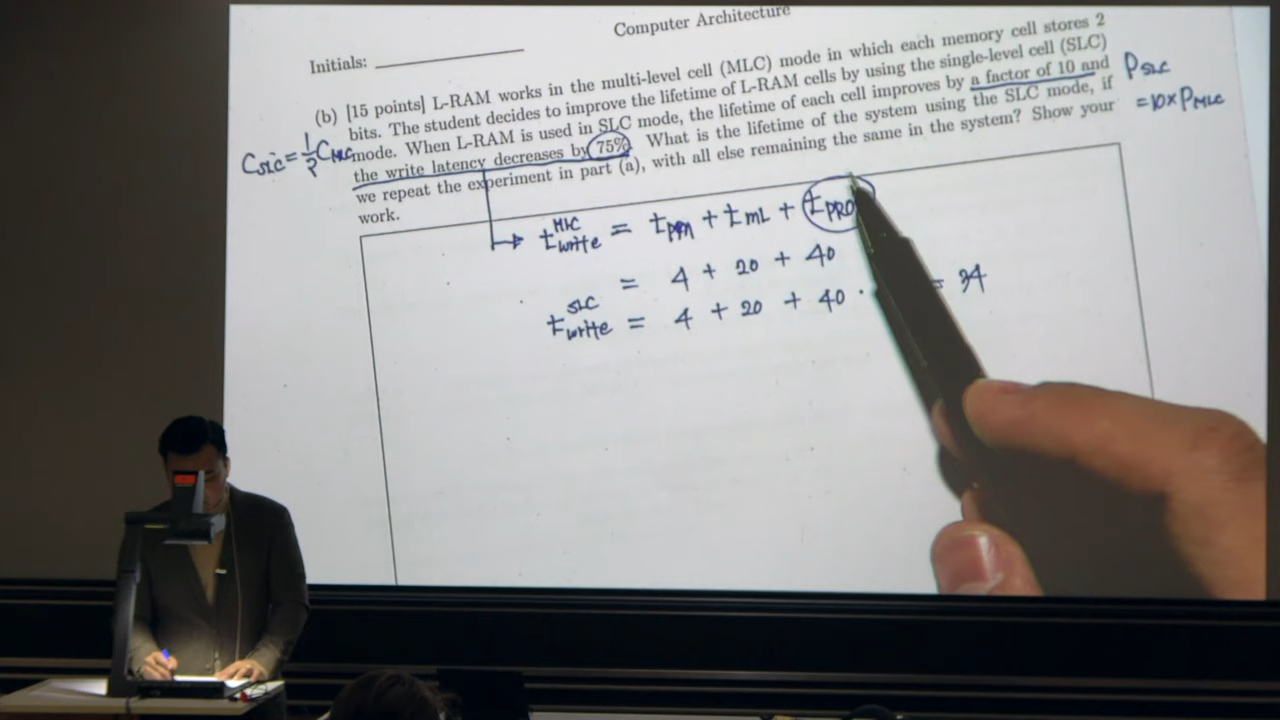 Computer Architecture
Initials:
(b) [15 points] L-RAM works in the multi-level cell (MLC) mode in which each memory cell stores 2
bits. The student decides to improve the lifetime of L-RAM cells by using the single-level cell (SLC)
mode. When L-RAM is used in SLC mode, the lifetime of each cell improves by a factor of 10 and
the write latency decreases by 75%. What is the lifetime of the system using the SLC mode, if
we repeat the experiment in part (a), with all else remaining the same in the system? Show your
work.
PSLC
=10×PMLC
CSLC=1/2CMLC
t MLC write = tPRM + tML + tPRO
= 4 + 20 + 40
t SLC write = 4 + 20 + 40 · = 34